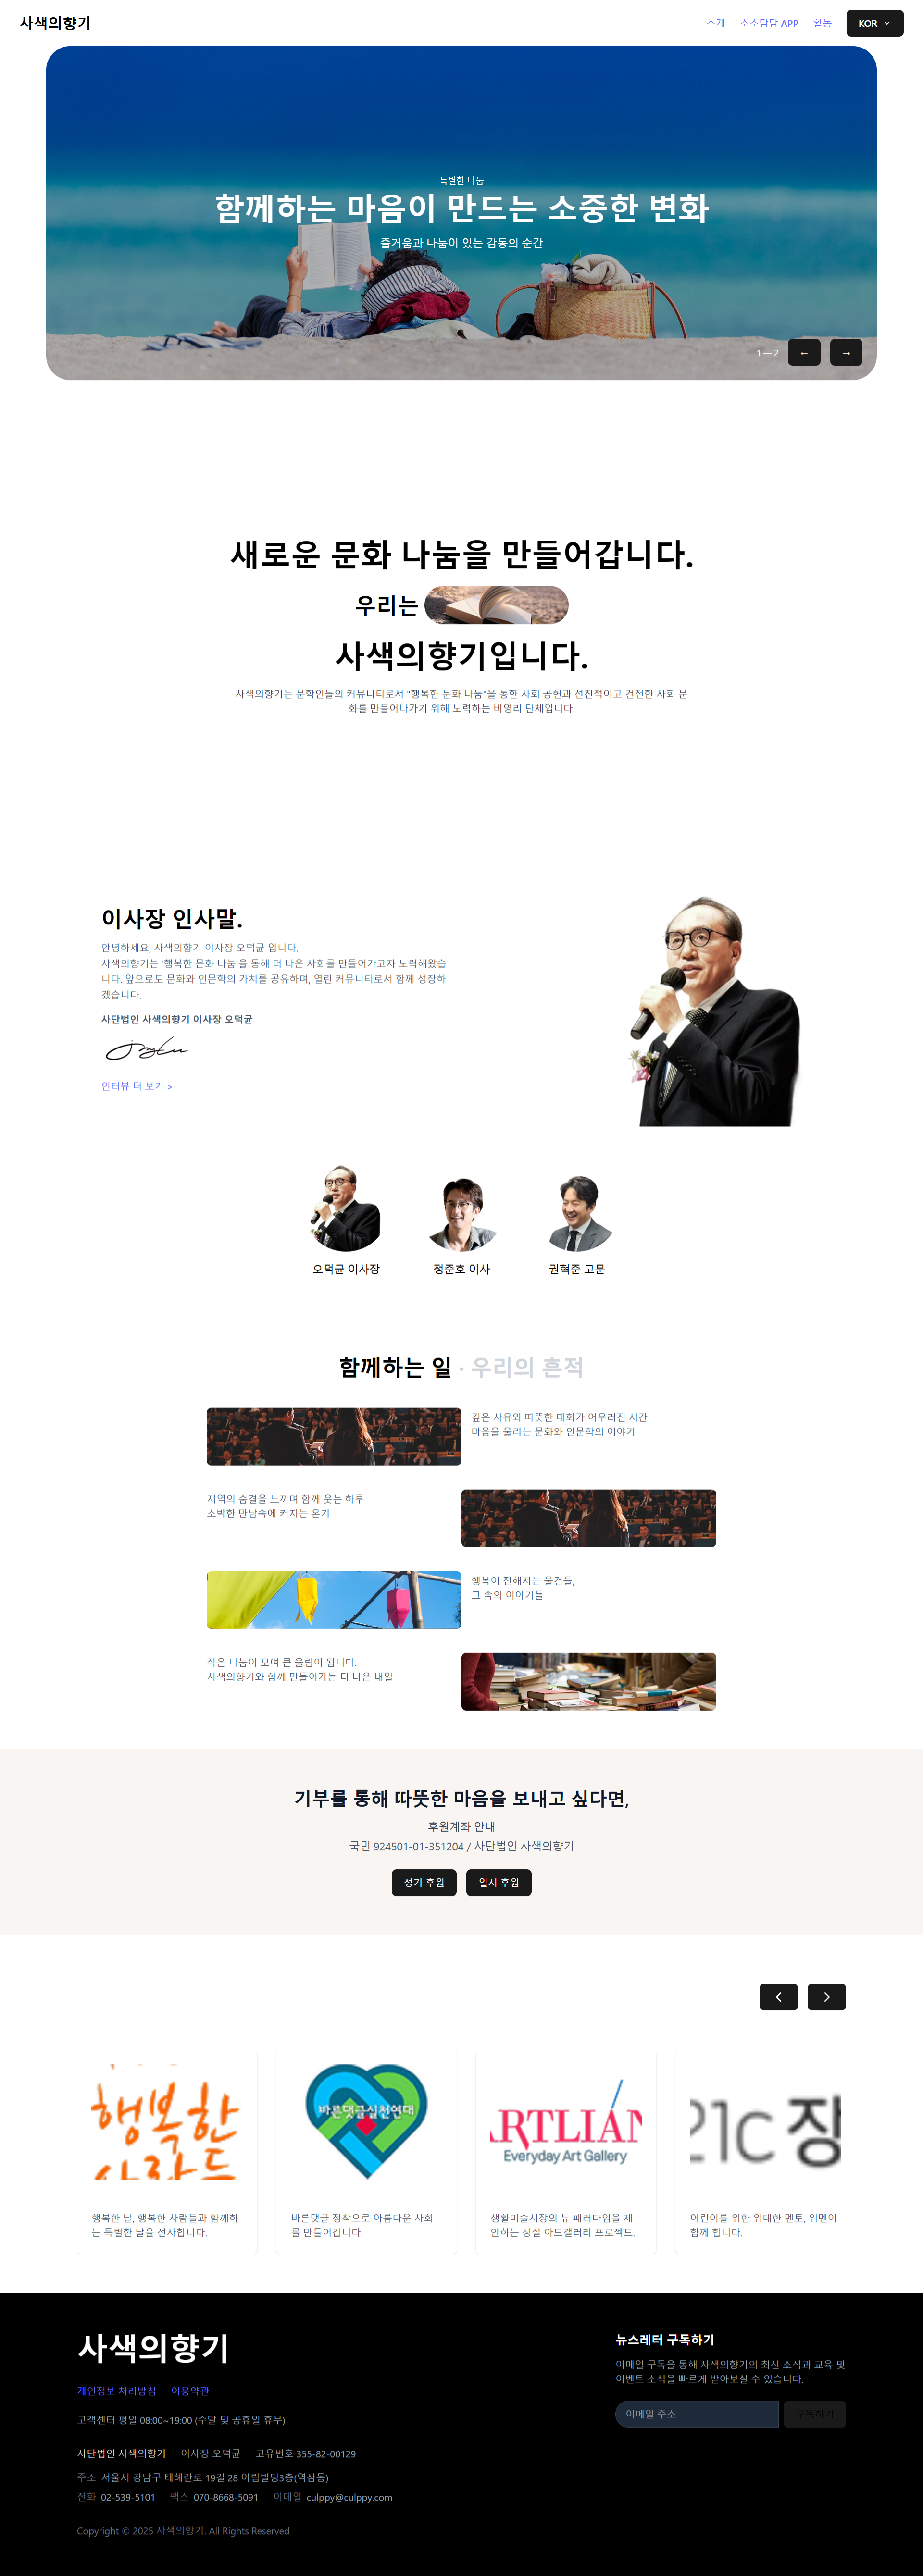 사색의향기
소개
소소담담 APP
활동
KOR
특별한 나눔
함께하는 마음이 만드는 소중한 변화
즐거움과 나눔이 있는 감동의 순간
1 — 2
←
→
새로운 문화 나눔을 만들어갑니다.
우리는
사색의향기입니다.
사색의향기는 문학인들의 커뮤니티로서 "행복한 문화 나눔"을 통한 사회 공헌과 선진적이고 건전한 사회 문
화를 만들어나가기 위해 노력하는 비영리 단체입니다.
이사장 인사말.
안녕하세요, 사색의향기 이사장 오덕균 입니다.
사색의향기는 '행복한 문화 나눔'을 통해 더 나은 사회를 만들어가고자 노력해왔습
니다. 앞으로도 문화와 인문학의 가치를 공유하며, 열린 커뮤니티로서 함께 성장하
겠습니다.
사단법인 사색의향기 이사장 오덕균
인터뷰 더 보기 >
오덕균 이사장
정준호 이사
권혁준 고문
함께하는 일 · 우리의 흔적
깊은 사유와 따뜻한 대화가 어우러진 시간
마음을 울리는 문화와 인문학의 이야기
지역의 숨결을 느끼며 함께 웃는 하루
소박한 만남속에 커지는 온기
행복이 전해지는 물건들,
그 속의 이야기들
작은 나눔이 모여 큰 울림이 됩니다.
사색의향기와 함께 만들어가는 더 나은 내일
기부를 통해 따뜻한 마음을 보내고 싶다면,
후원계좌 안내
국민 924501-01-351204 / 사단법인 사색의향기
정기 후원
일시 후원
행복한
사람들
바른댓글실천연대
ARTLIAN
Everyday Art Gallery
21c 장
행복한 날, 행복한 사람들과 함께하
는 특별한 날을 선사합니다.
바른댓글 정착으로 아름다운 사회
를 만들어갑니다.
생활미술시장의 뉴 패러다임을 제
안하는 상설 아트갤러리 프로젝트.
어린이를 위한 위대한 멘토, 위멘이
함께 합니다.
사색의향기
개인정보 처리방침
이용약관
고객센터 평일 08:00~19:00 (주말 및 공휴일 휴무)
사단법인 사색의향기
이사장 오덕균
고유번호 355-82-00129
주소 서울시 강남구 테헤란로 19길 28 이림빌딩3층(역삼동)
전화 02-539-5101
팩스 070-8668-5091
이메일 culppy@culppy.com
Copyright © 2025 사색의향기. All Rights Reserved
뉴스레터 구독하기
이메일 구독을 통해 사색의향기의 최신 소식과 교육 및
이벤트 소식을 빠르게 받아보실 수 있습니다.
이메일 주소
구독하기